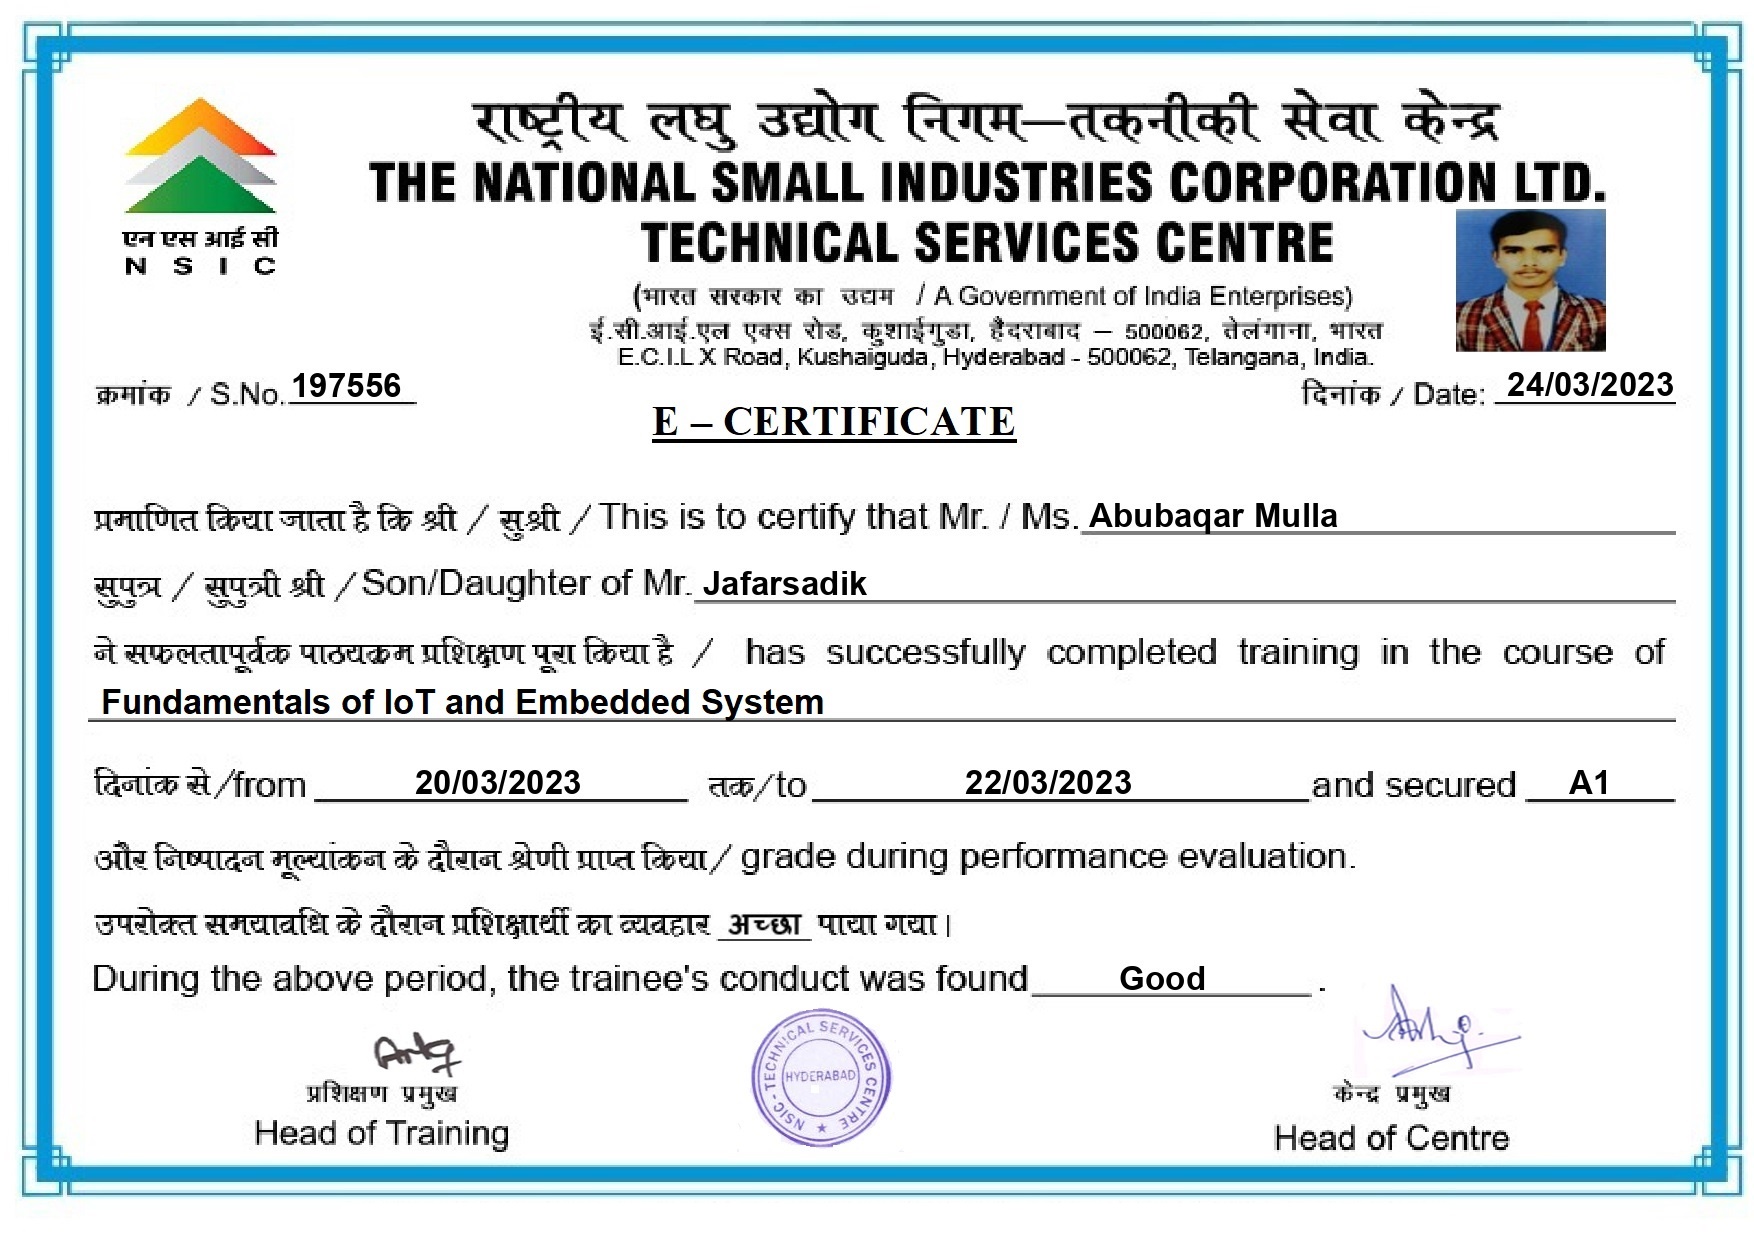 राष्ट्रीय लघु उद्योग निगम—तकनीकी सेवा केन्द्र
THE NATIONAL SMALL INDUSTRIES CORPORATION LTD.
TECHNICAL SERVICES CENTRE
एन एस आई सी
N S I C
(भारत सरकार का उद्यम / A Government of India Enterprises)
ई.सी.आई.एल एक्स रोड, कुशाईगुडा, हैदराबाद – 500062, तेलंगाना, भारत
E.C.I.L X Road, Kushaiguda, Hyderabad - 500062, Telangana, India.
क्रमांक / S.No. 197556
दिनांक / Date: 24/03/2023
E – CERTIFICATE
प्रमाणित किया जाता है कि श्री / सुश्री / This is to certify that Mr. / Ms. Abubaqar Mulla
सुपुत्र / सुपुत्री श्री / Son/Daughter of Mr. Jafarsadik
ने सफलतापूर्वक पाठयक्रम प्रशिक्षण पूरा किया है / has successfully completed training in the course of
Fundamentals of IoT and Embedded System
दिनांक से /from 20/03/2023 तक/to 22/03/2023 and secured A1
और निष्पादन मूल्यांकन के दौरान श्रेणी प्राप्त किया/ grade during performance evaluation.
उपरोक्त समयावधि के दौरान प्रशिक्षार्थी का व्यवहार अच्छा पाया गया।
During the above period, the trainee's conduct was found Good .
NSIC-TECHNICAL SERVICES CENTRE ★
HYDERABAD
प्रशिक्षण प्रमुख
Head of Training
केन्द्र प्रमुख
Head of Centre